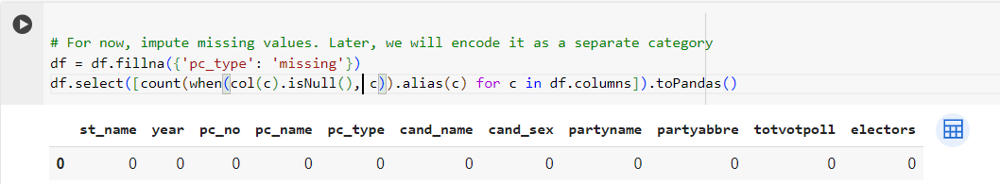 # For now, impute missing values. Later, we will encode it as a separate category
df = df.fillna({'pc_type': 'missing'})
df.select([count(when(col(c).isNull(), c)).alias(c) for c in df.columns]).toPandas()
st_name year pc_no pc_name pc_type cand_name cand_sex partyname partyabbre totvotpoll electors
0 0 0 0 0 0 0 0 0 0 0 0